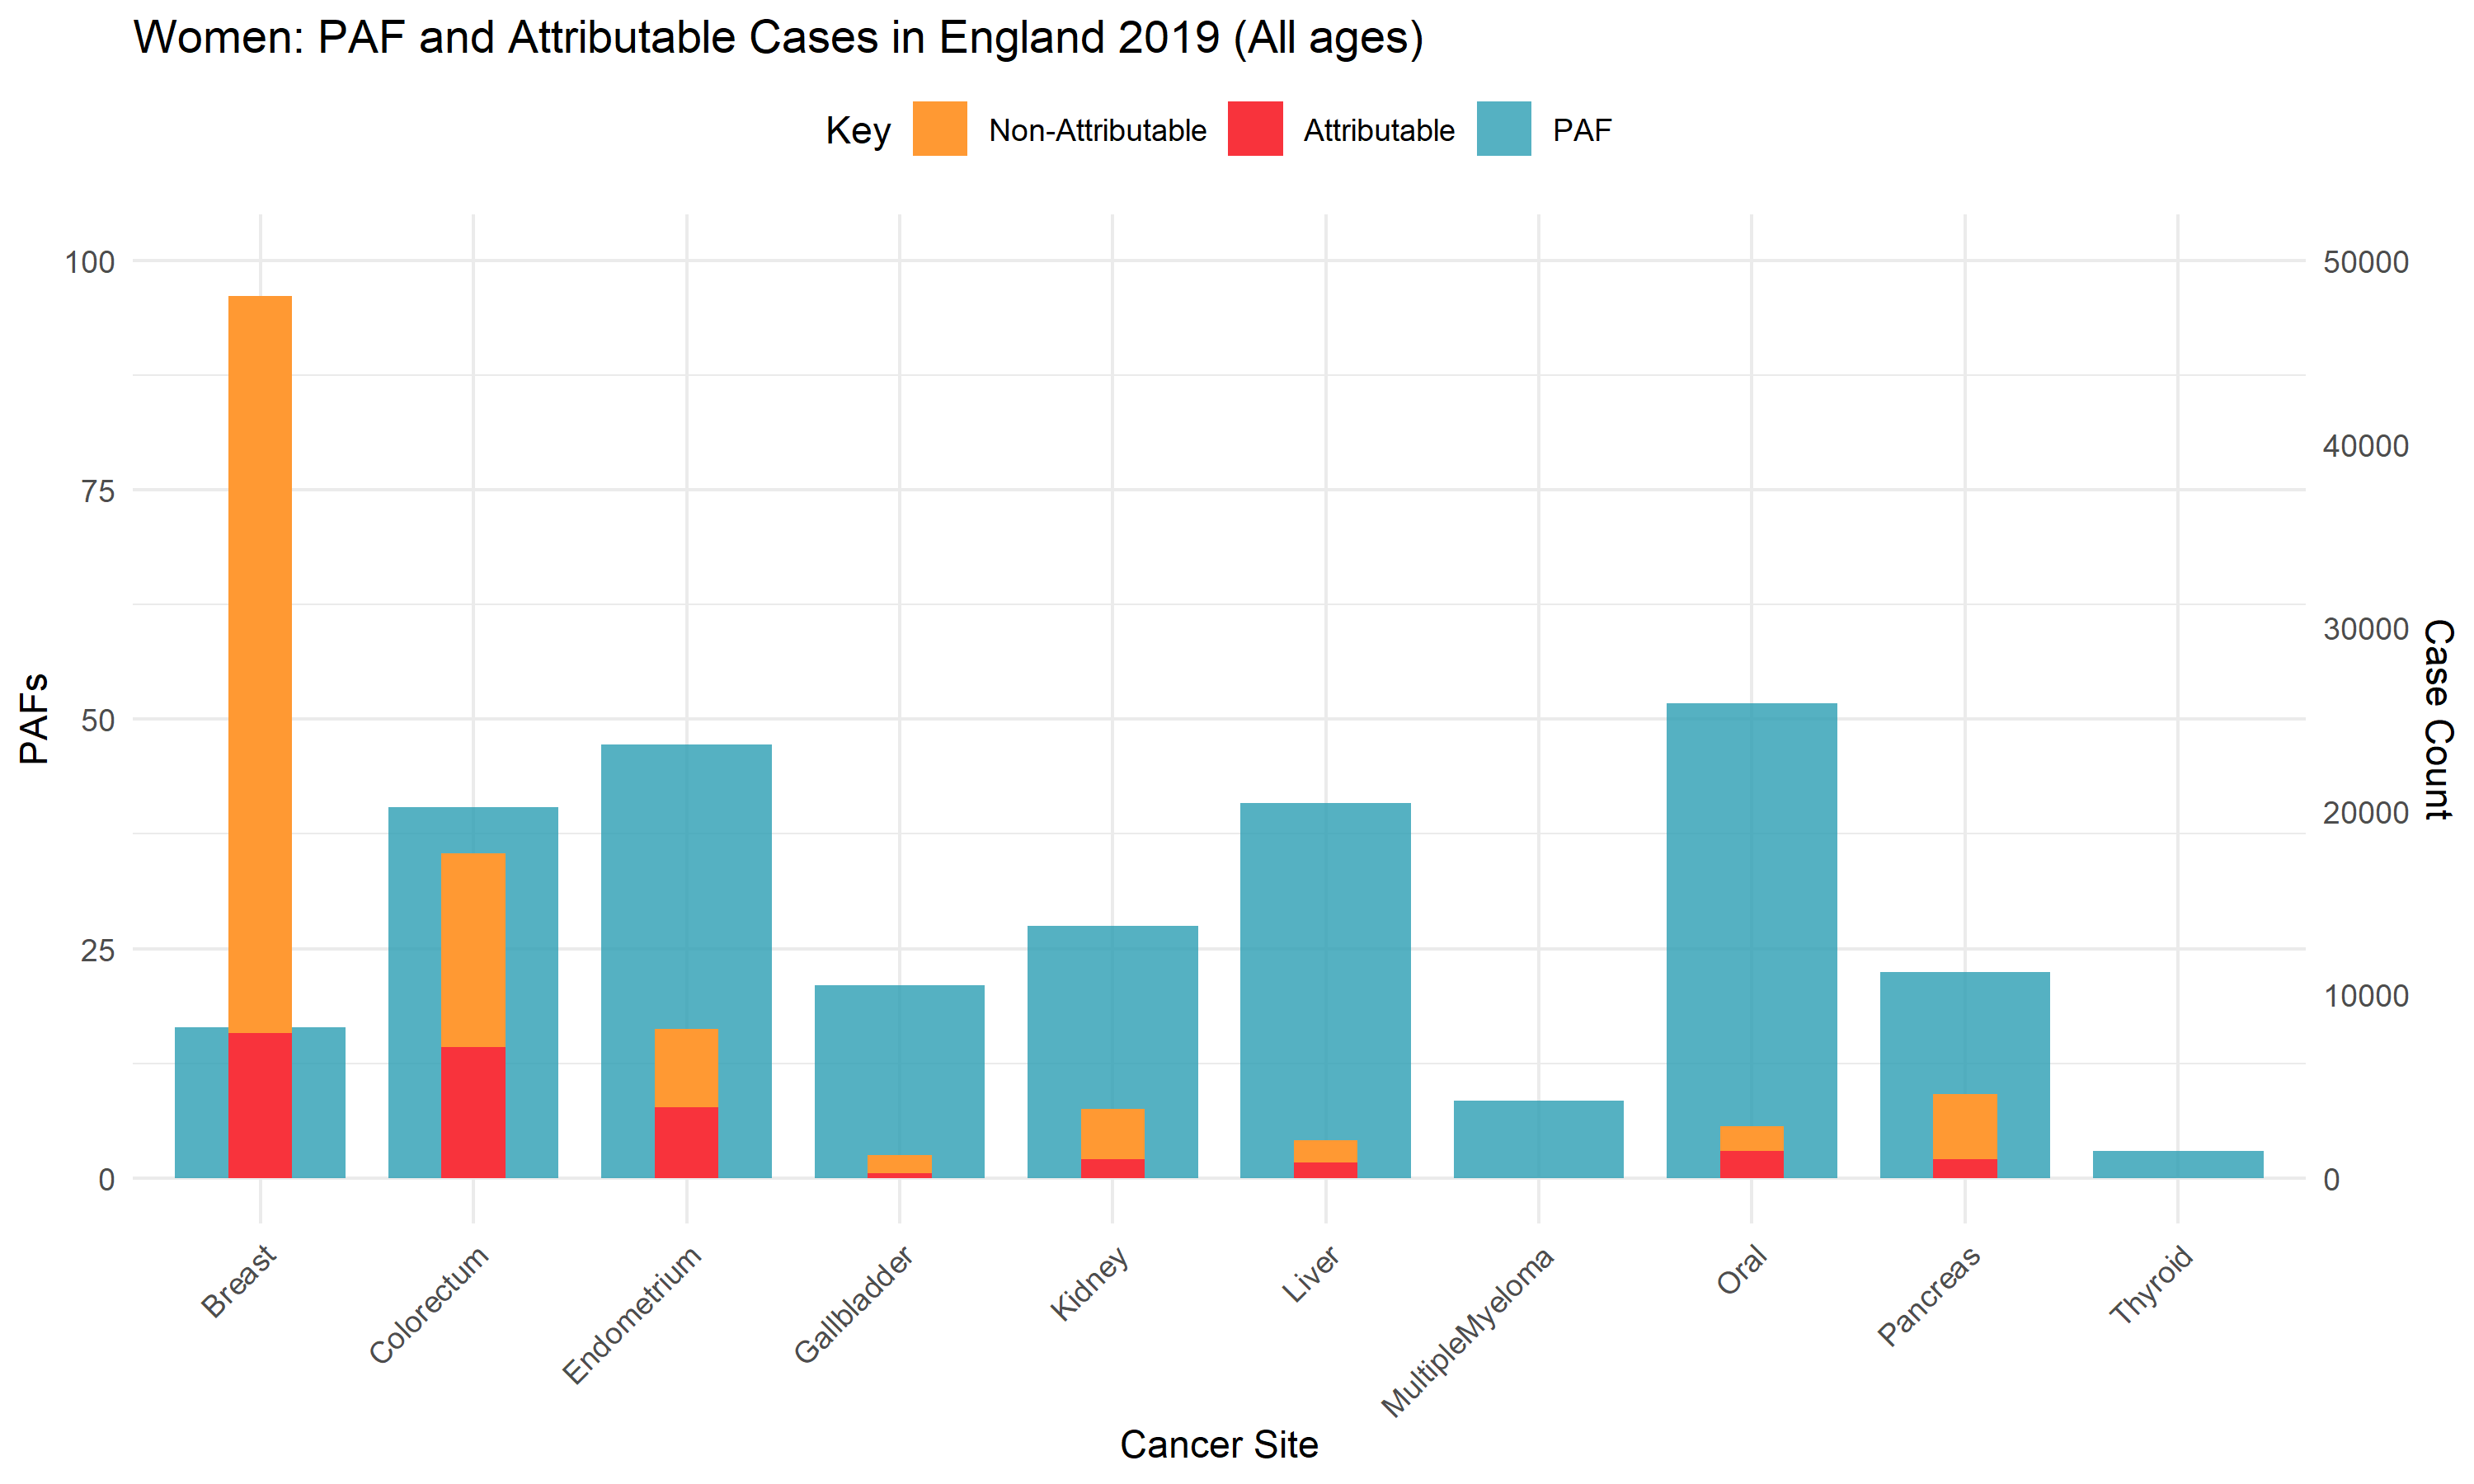 Women: PAF and Attributable Cases in England 2019 (All ages)
Key Non-Attributable Attributable PAF
100
75
50
25
0
PAFs
50000
40000
30000
20000
10000
0
Case Count
Breast
Colorectum
Endometrium
Gallbladder
Kidney
Liver
MultipleMyeloma
Oral
Pancreas
Thyroid
Cancer Site